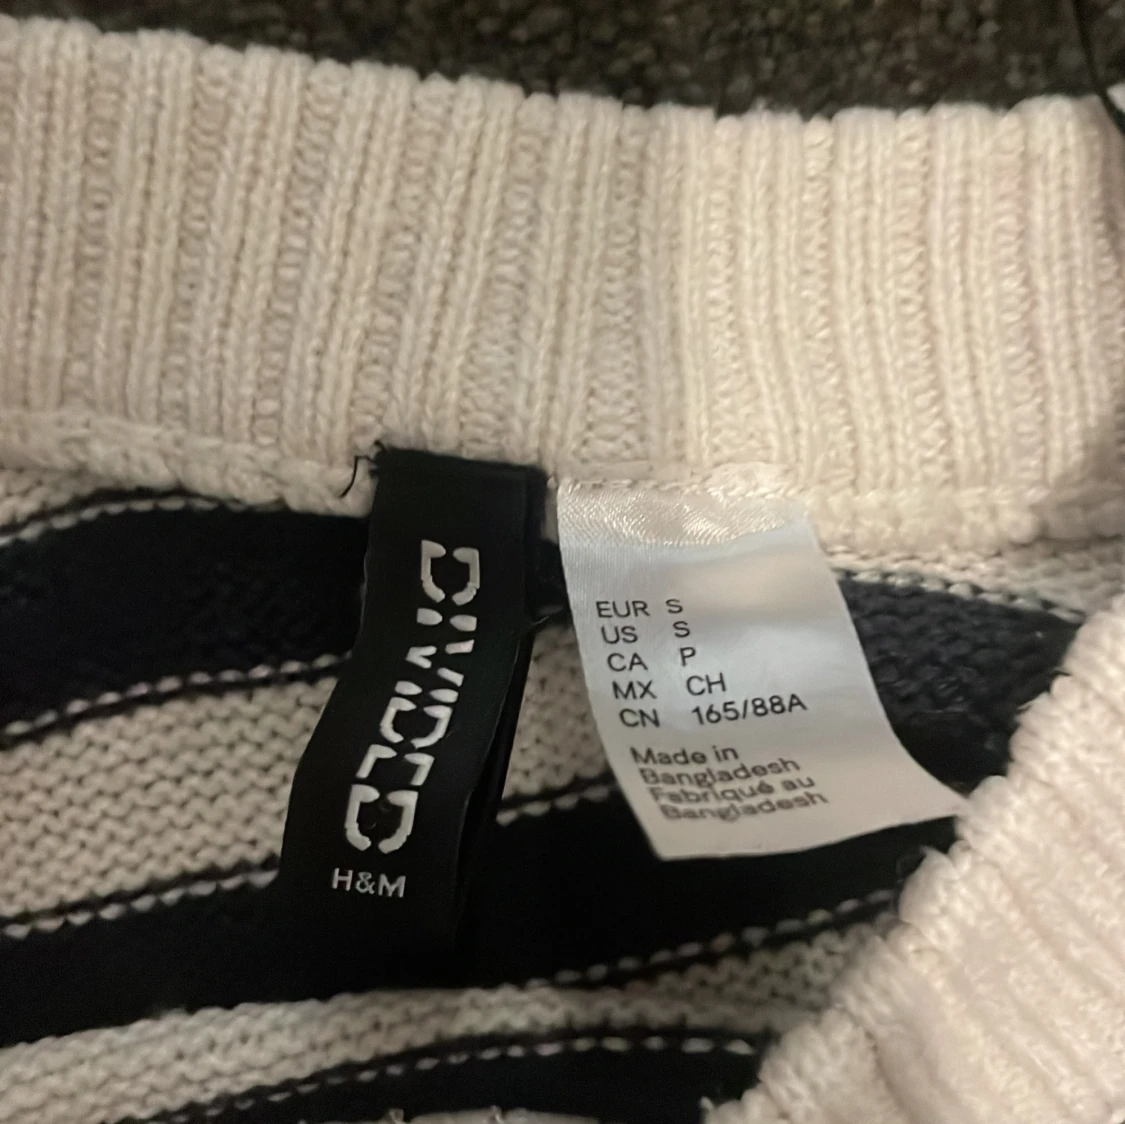 DIVIDED
H&M
EUR S
US S
CA P
MX CH
CN 165/88A
Made in
Bangladesh
Fabriqué au
Bangladesh